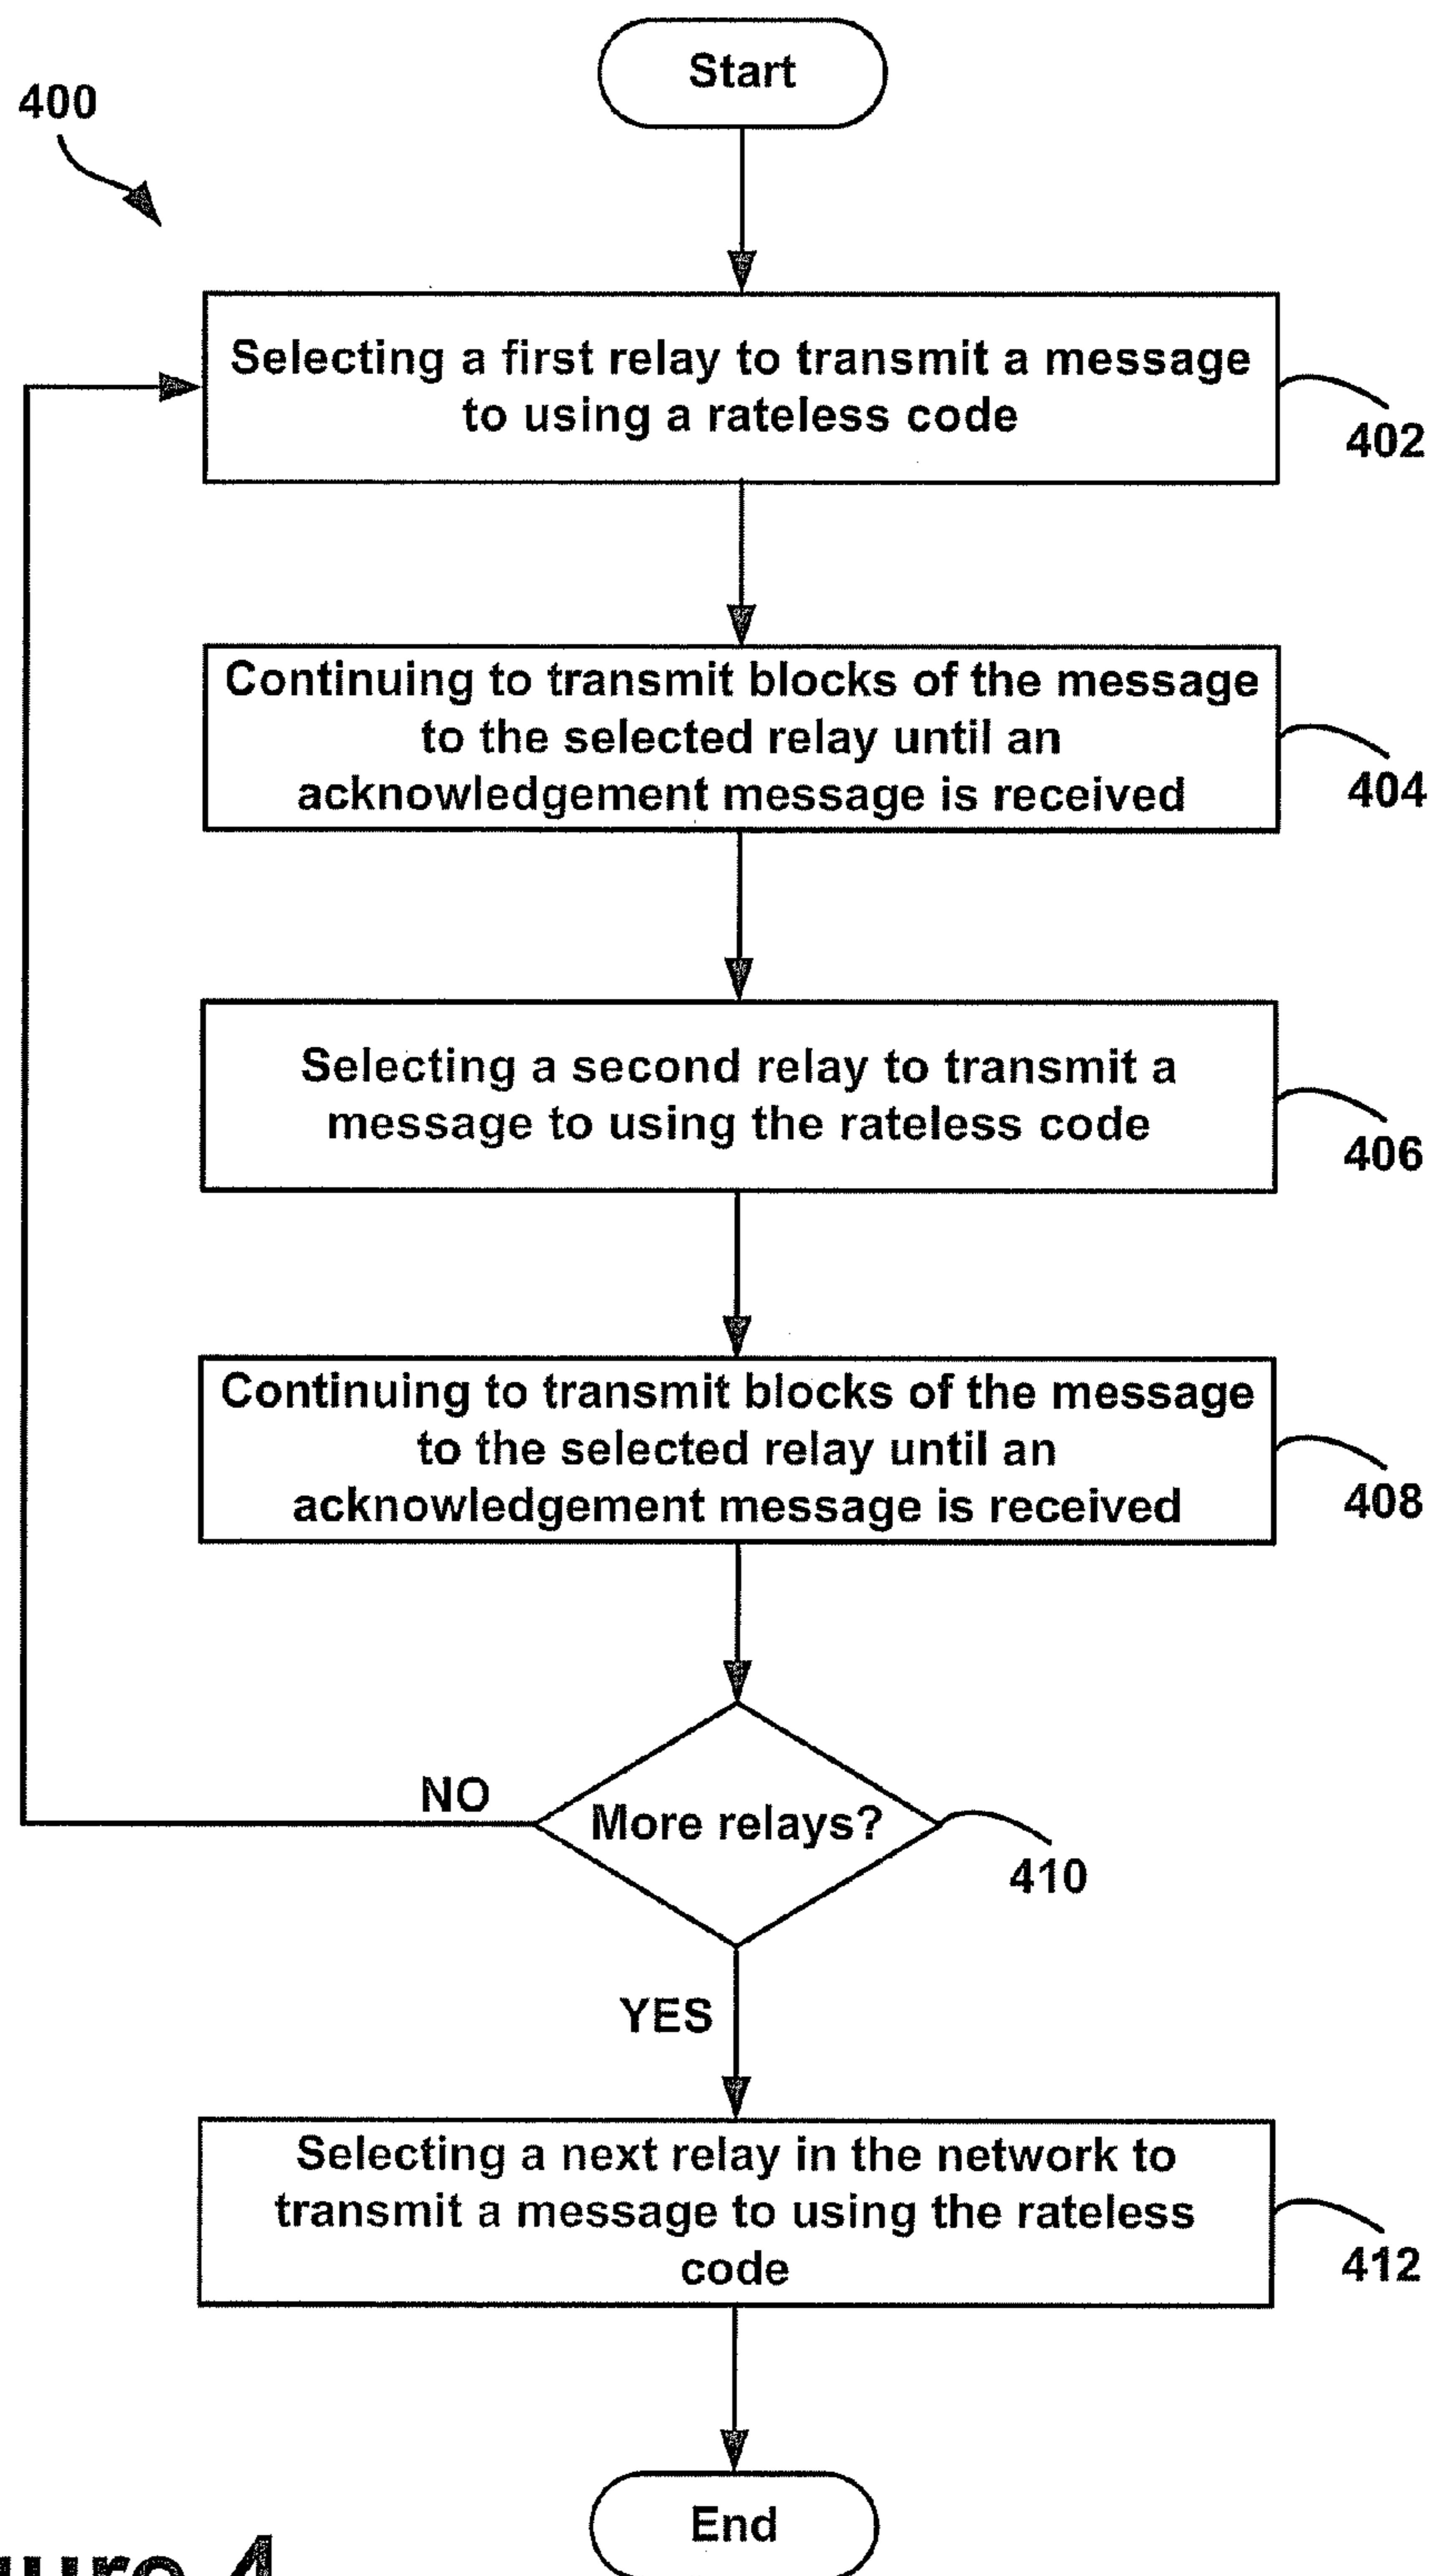 Start
400
Selecting a first relay to transmit a message
to using a rateless code
402
Continuing to transmit blocks of the message
to the selected relay until an
acknowledgement message is received
404
Selecting a second relay to transmit a
message to using the rateless code
406
Continuing to transmit blocks of the message
to the selected relay until an
acknowledgement message is received
408
NO
More relays?
410
YES
Selecting a next relay in the network to
transmit a message to using the rateless
code
412
End